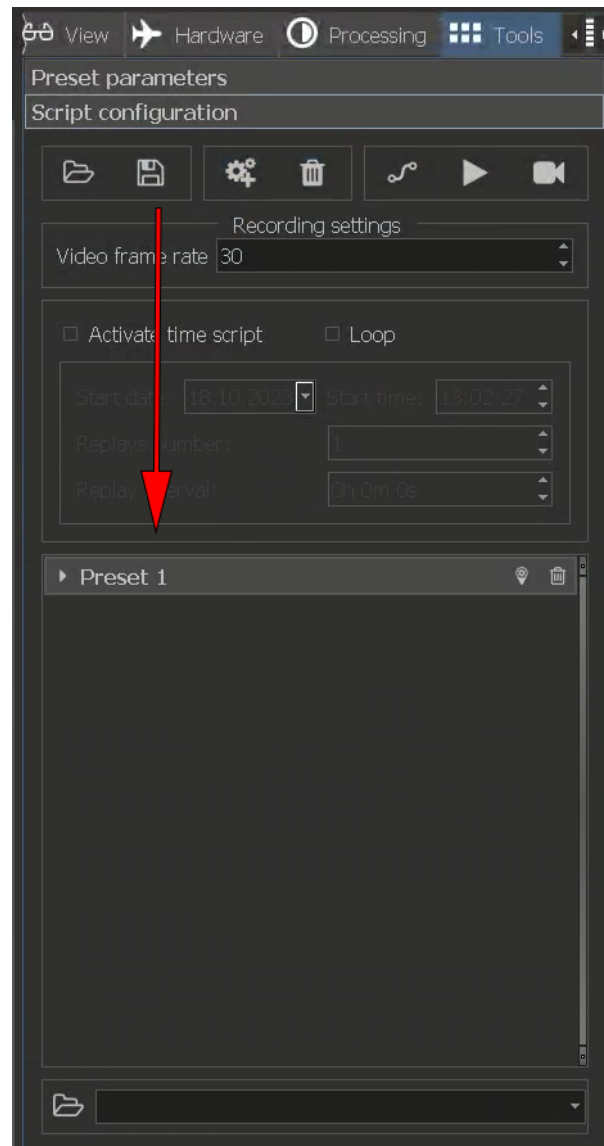 View Hardware Processing Tools
Preset parameters
Script configuration
Recording settings
Video frame rate 30
Activate time script Loop
Start date: 18.10.2023 Start time: 13:02:27
Replays number: 1
Replay interval: 0h 0m 0s
Preset 1